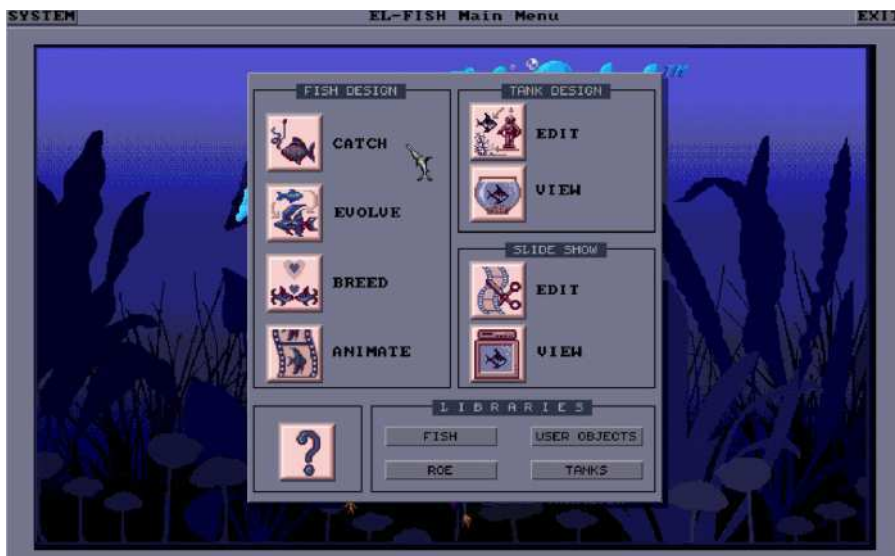 SYSTEM
EL-FISH Main Menu
EXIT
FISH DESIGN
CATCH
EVOLVE
BREED
ANIMATE
TANK DESIGN
EDIT
VIEW
SLIDE SHOW
EDIT
VIEW
?
LIBRARIES
FISH
USER OBJECTS
ROE
TANKS